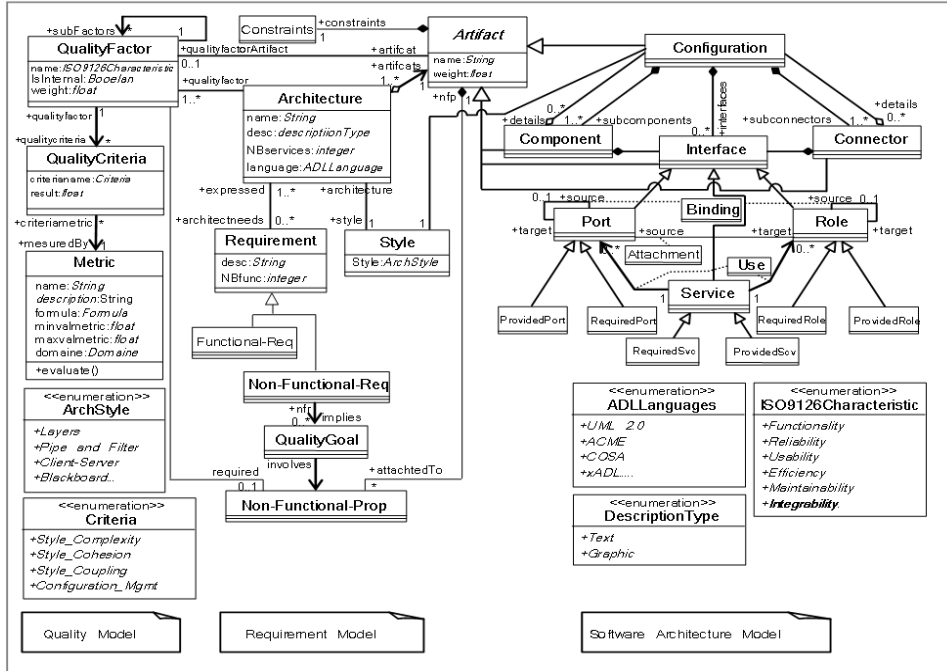 +subFactors
*
1
QualityFactor
name:ISO9126Characteristic
IsInternal:Booelan
weight:float
+qualityfactorArtifact
0..1
+artifcat
1
+qualityfactor
1..*
1..*
+artifcats
1
Constraints
+constraints
*
1
Artifact
name:String
weight:float
1
+nfp
Configuration
Architecture
name:String
desc:descriptiionType
NBservices:integer
language:ADLLanguage
+qualityfactor
1
+qualitycriteria
*
QualityCriteria
criterianame:Criteria
result:float
+criteriametric
*
+mesuredBy
1
Metric
name:String
description:String
formula:Formula
minvalmetric:float
maxvalmetric:float
domaine:Domaine
+evaluate()
+expressed
1..*
+architectneeds
0..*
+architecture
1
+style
1
Requirement
desc:String
NBfunc:integer
Style
Style:ArchStyle
Functional-Req
Non-Functional-Req
+nfr
0..*
implies
QualityGoal
involves
required
0..1
+attachtedTo
*
Non-Functional-Prop
0..*
+details
1..*
+subcomponents
0..*
+interfaces
+subconnectors
1..*
+details
0..*
Component
Interface
Connector
0..1
+source
Port
+target
Binding
+source
0..1
Role
+target
+source
Attachment
0..*
+target
0..*
Use
1
Service
1
ProvidedPort
RequiredPort
RequiredRole
ProvidedRole
RequiredSvc
ProvidedScv
<<enumeration>>
ArchStyle
+Layers
+Pipe and Filter
+Client-Server
+Blackboard..
<<enumeration>>
Criteria
+Style_Complexity
+Style_Cohesion
+Style_Coupling
+Configuration_Mgmt
<<enumeration>>
ADLLanguages
+UML 2.0
+ACME
+COSA
+xADL....
<<enumeration>>
DescriptionType
+Text
+Graphic
<<enumeration>>
ISO9126Characteristic
+Functionality
+Reliability
+Usability
+Efficiency
+Maintainability
+Integrability.
Quality Model
Requirement Model
Software Architecture Model